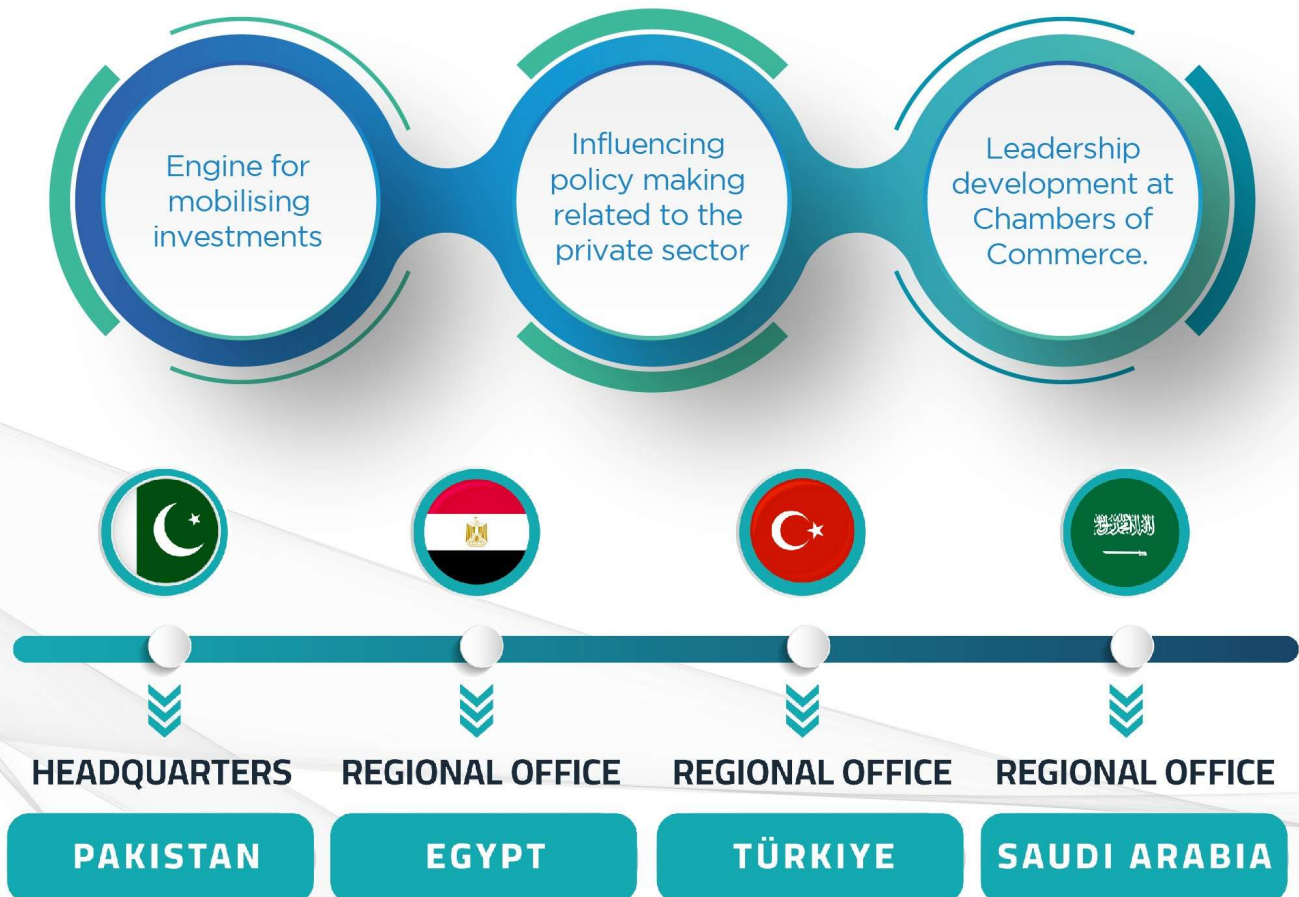 Engine for
mobilising
investments
Influencing
policy making
related to the
private sector
Leadership
development at
Chambers of
Commerce.
HEADQUARTERS
REGIONAL OFFICE
REGIONAL OFFICE
REGIONAL OFFICE
PAKISTAN
EGYPT
TÜRKIYE
SAUDI ARABIA